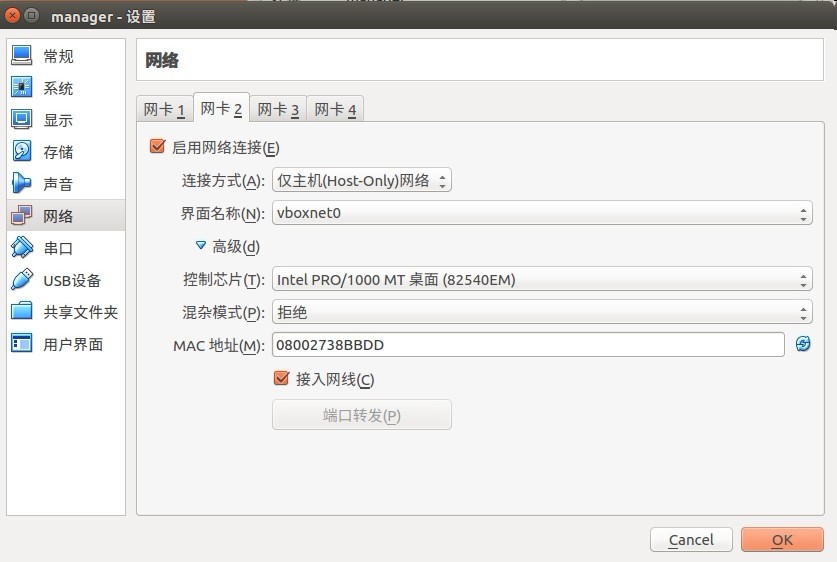 manager - 设置
常规
系统
显示
存储
声音
网络
串口
USB设备
共享文件夹
用户界面
网络
网卡 1 网卡 2 网卡 3 网卡 4
启用网络连接(E)
连接方式(A): 仅主机(Host-Only)网络
界面名称(N): vboxnet0
高级(d)
控制芯片(T): Intel PRO/1000 MT 桌面 (82540EM)
混杂模式(P): 拒绝
MAC 地址(M): 08002738BBDD
接入网线(C)
端口转发(P)
Cancel OK